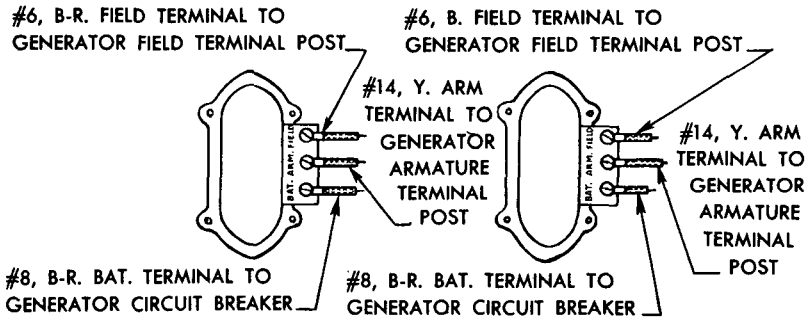 #6, B-R. FIELD TERMINAL TO
GENERATOR FIELD TERMINAL POST
#14, Y. ARM
TERMINAL TO
GENERATOR
ARMATURE
TERMINAL
POST
BAT. ARM. FIELD
#8, B-R. BAT. TERMINAL TO
GENERATOR CIRCUIT BREAKER
#6, B. FIELD TERMINAL TO
GENERATOR FIELD TERMINAL POST
#14, Y. ARM
TERMINAL TO
GENERATOR
ARMATURE
TERMINAL
POST
BAT. ARM. FIELD
#8, B-R. BAT. TERMINAL TO
GENERATOR CIRCUIT BREAKER